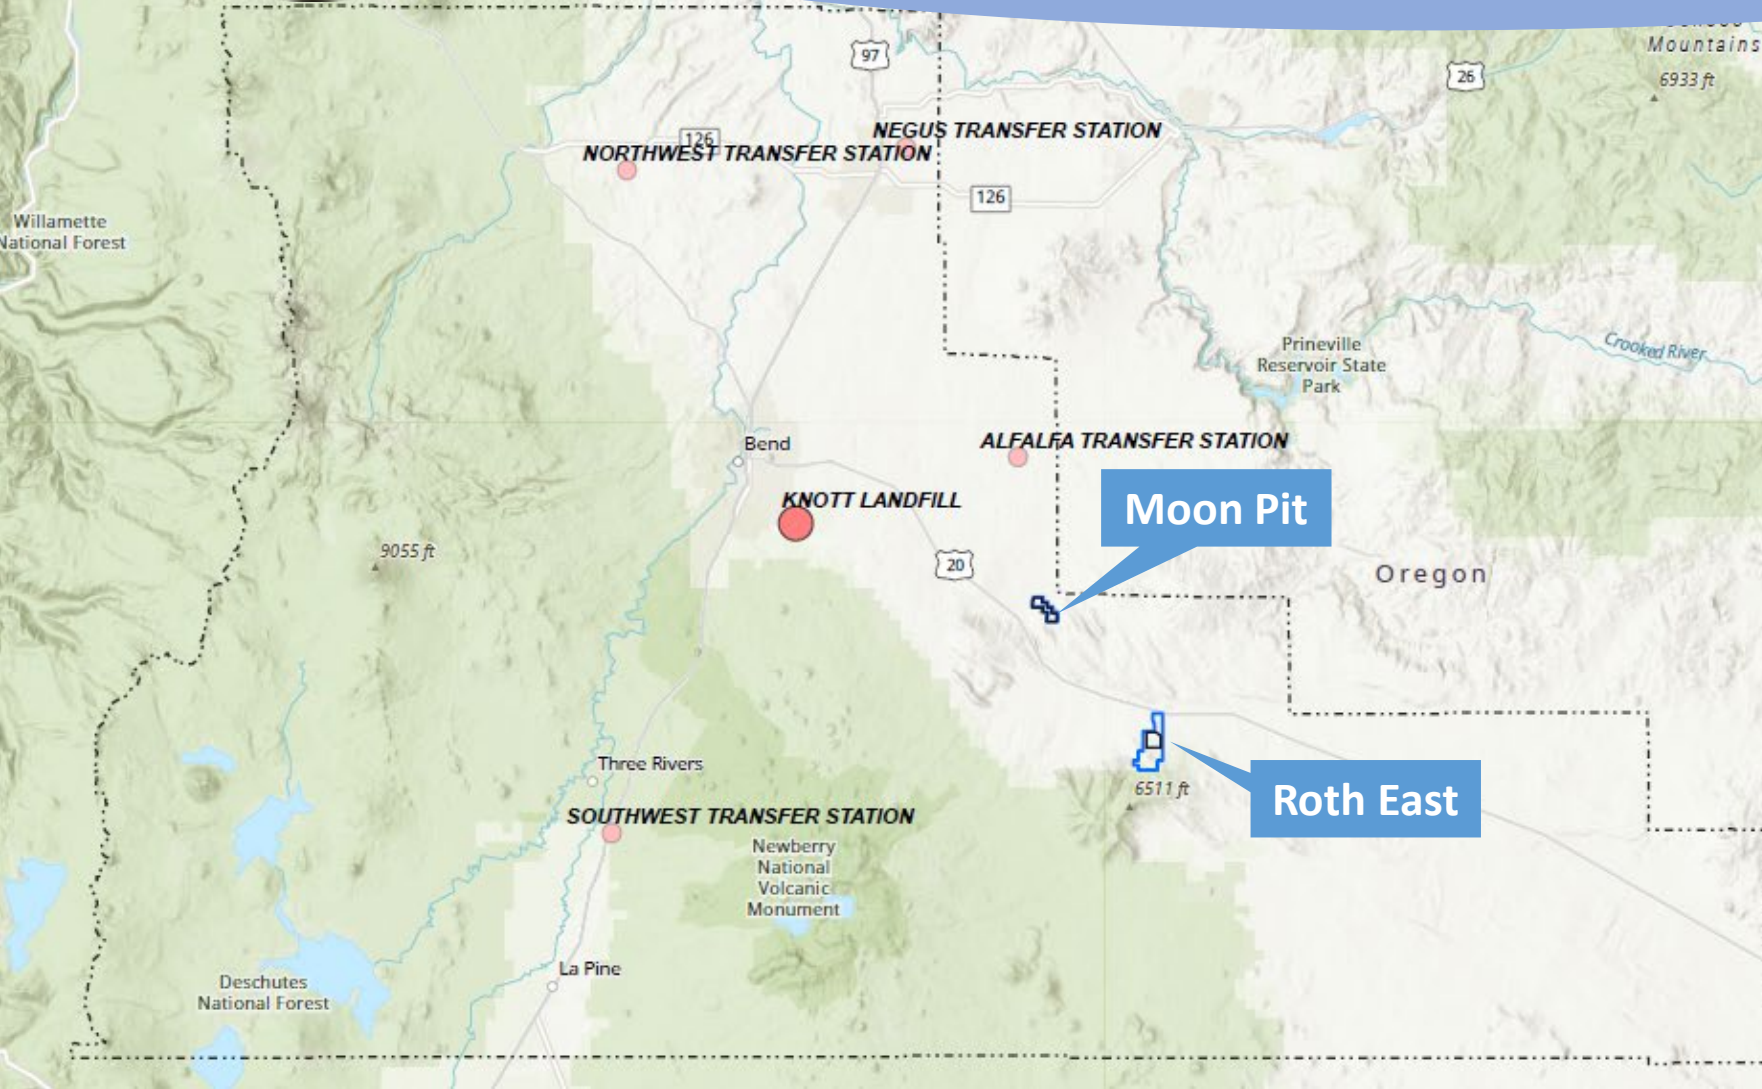 Mountains
6933 ft
97
26
126
NEGUS TRANSFER STATION
NORTHWEST TRANSFER STATION
126
Willamette
National Forest
Prineville
Reservoir State
Park
Crooked River
Bend
ALFALFA TRANSFER STATION
KNOTT LANDFILL
Moon Pit
9055 ft
20
Oregon
Three Rivers
6511 ft
Roth East
SOUTHWEST TRANSFER STATION
Newberry
National
Volcanic
Monument
La Pine
Deschutes
National Forest